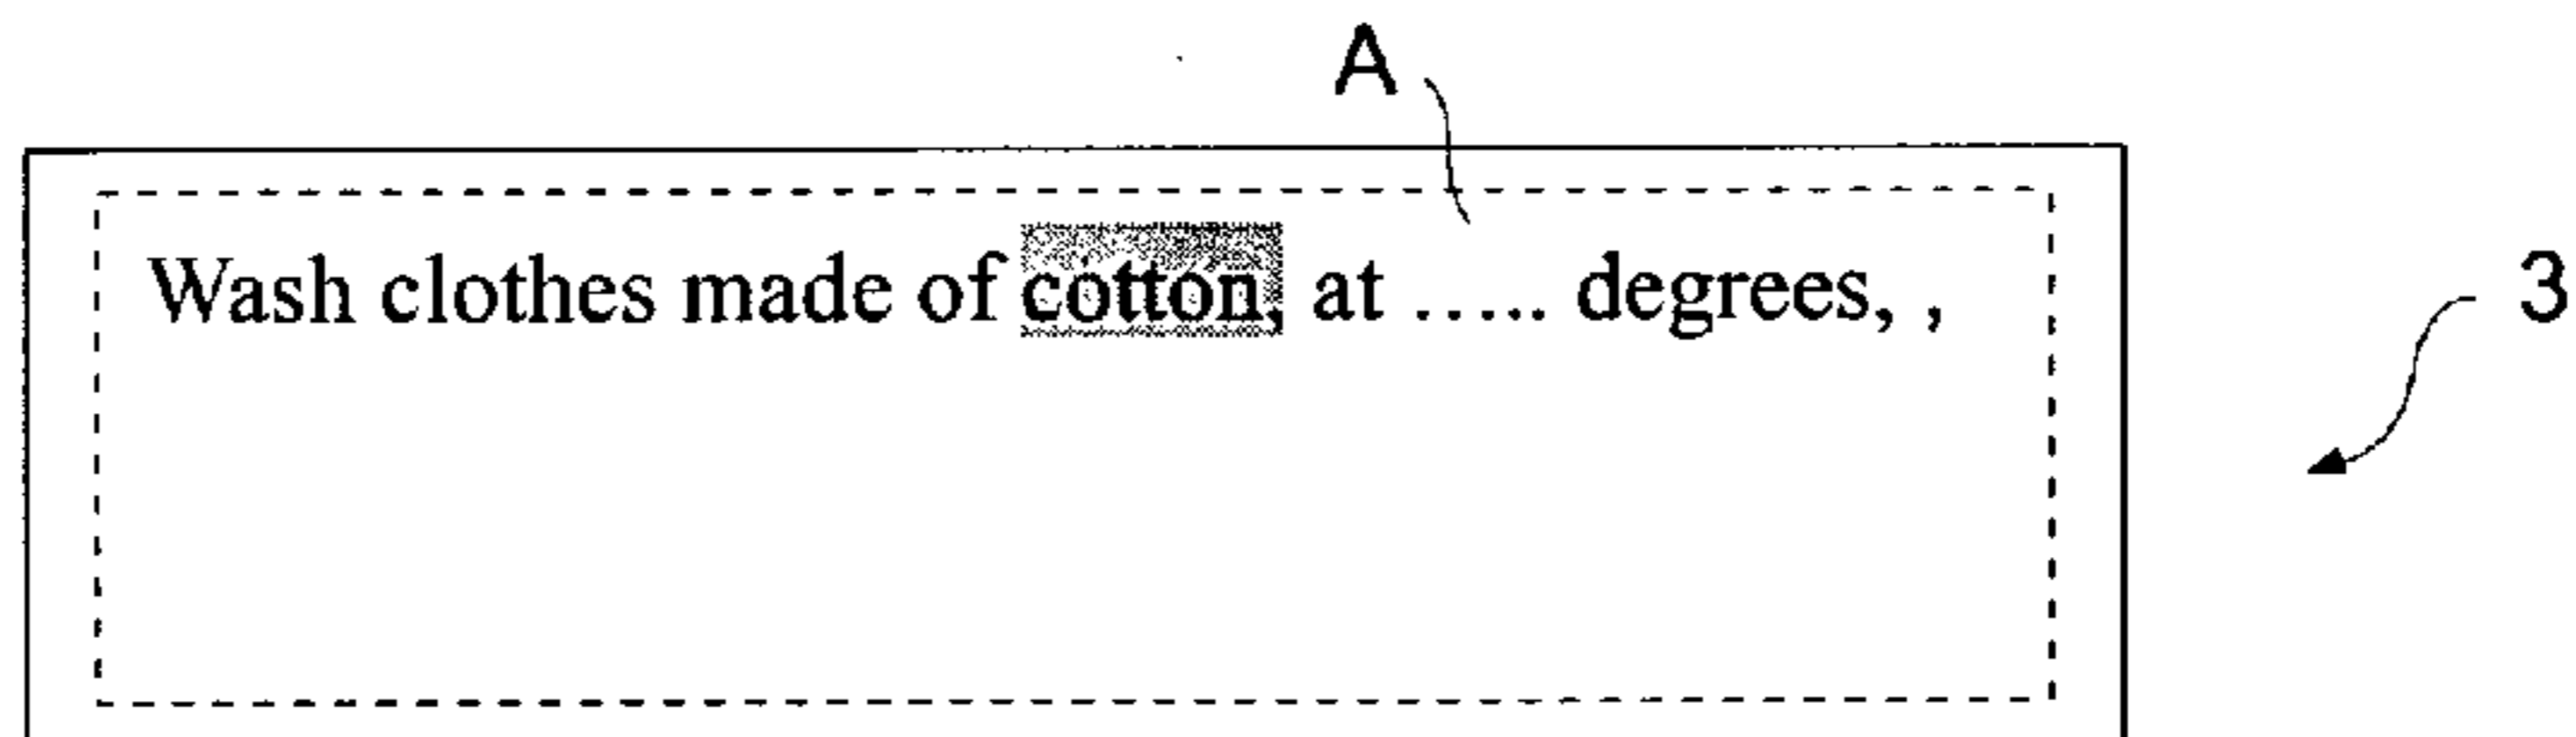 A
Wash clothes made of cotton, at ..... degrees, ,
3